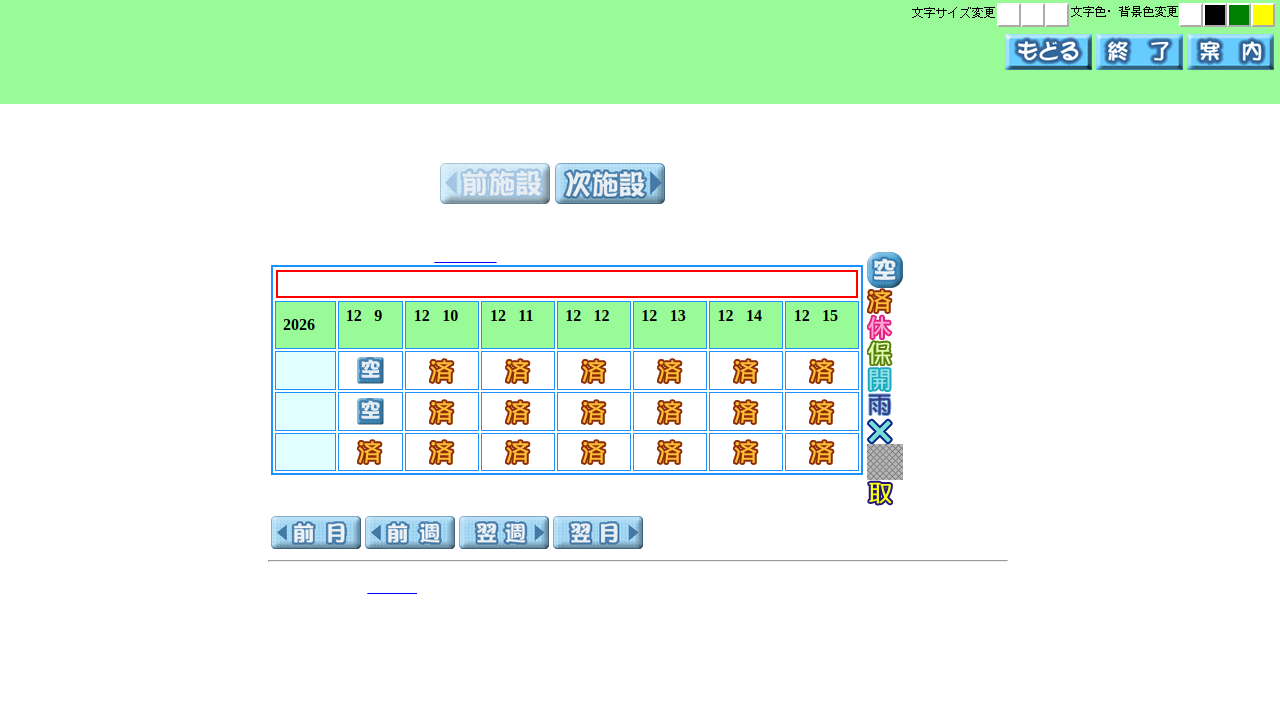 文字サイズ変更 文字色・背景色変更
もどる 終了 案内
前施設 次施設
2026 12 9 12 10 12 11 12 12 12 13 12 14 12 15
空 済 済 済 済 済 済
空 済 済 済 済 済 済
済 済 済 済 済 済 済
空
済
休
保
開
雨
×
取
前月 前週 翌週 翌月